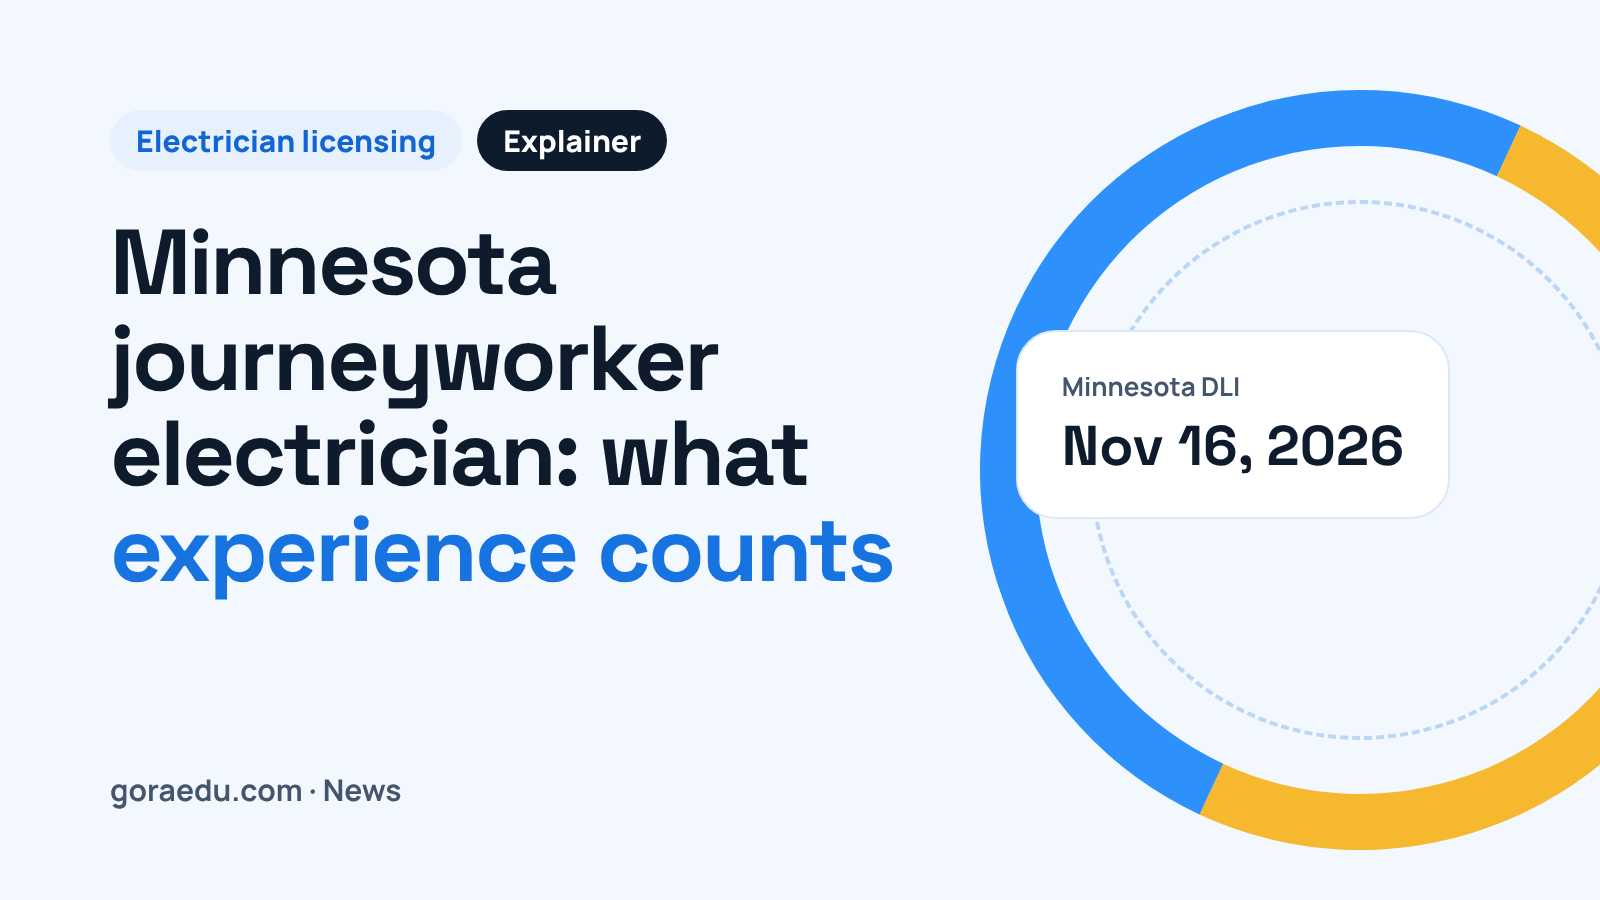 Electrician licensing
Explainer
Minnesota
journeyworker
electrician: what
experience counts
Minnesota DLI
Nov 16, 2026
goraedu.com · News